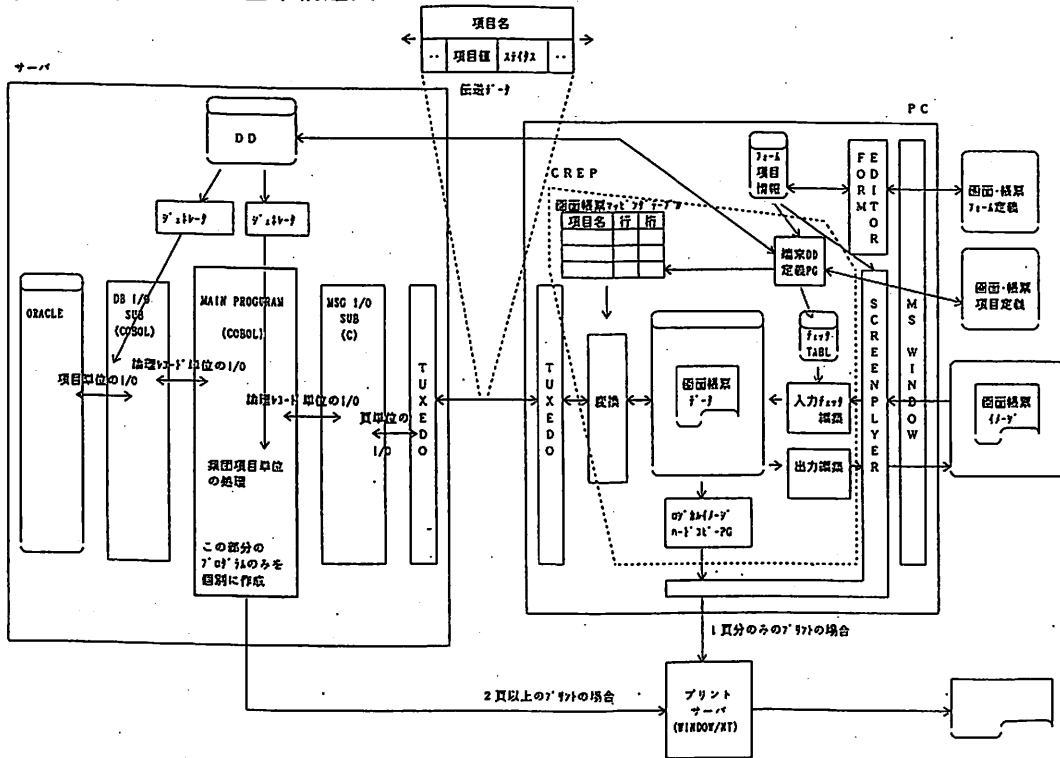 項目名
‥ 項目値 ステイタス ‥
伝送データ
サーバ
PC
DD
ジェネレータ
ジェネレータ
CREP
画面帳票マッピングテーブル
項目名 行 桁
フォーム
項目
情報
FORM
EDITOR
画面・帳票
フォーム定義
端末DD
定義PG
画面・帳票
項目定義
ORACLE
DB I/O
SUB
(COBOL)
MAIN PROGRAM
(COBOL)
MSG I/O
SUB
(C)
TUXEDO
TUXEDO
変換
画面帳票
データ
チェック
TABL
入力チェック
編集
出力編集
SCREENPLYER
MS WINDOW
画面帳票
イメージ
項目単位のI/O
論理レコード単位のI/O
論理レコード単位のI/O
頁単位の
I/O
集団項目単位
の処理
この部分の
プログラムのみを
個別に作成
ロジカルイメージ
ハードコピーPG
1頁分のみのプリントの場合
2頁以上のプリントの場合
プリント
サーバ
(WINDOW/NT)